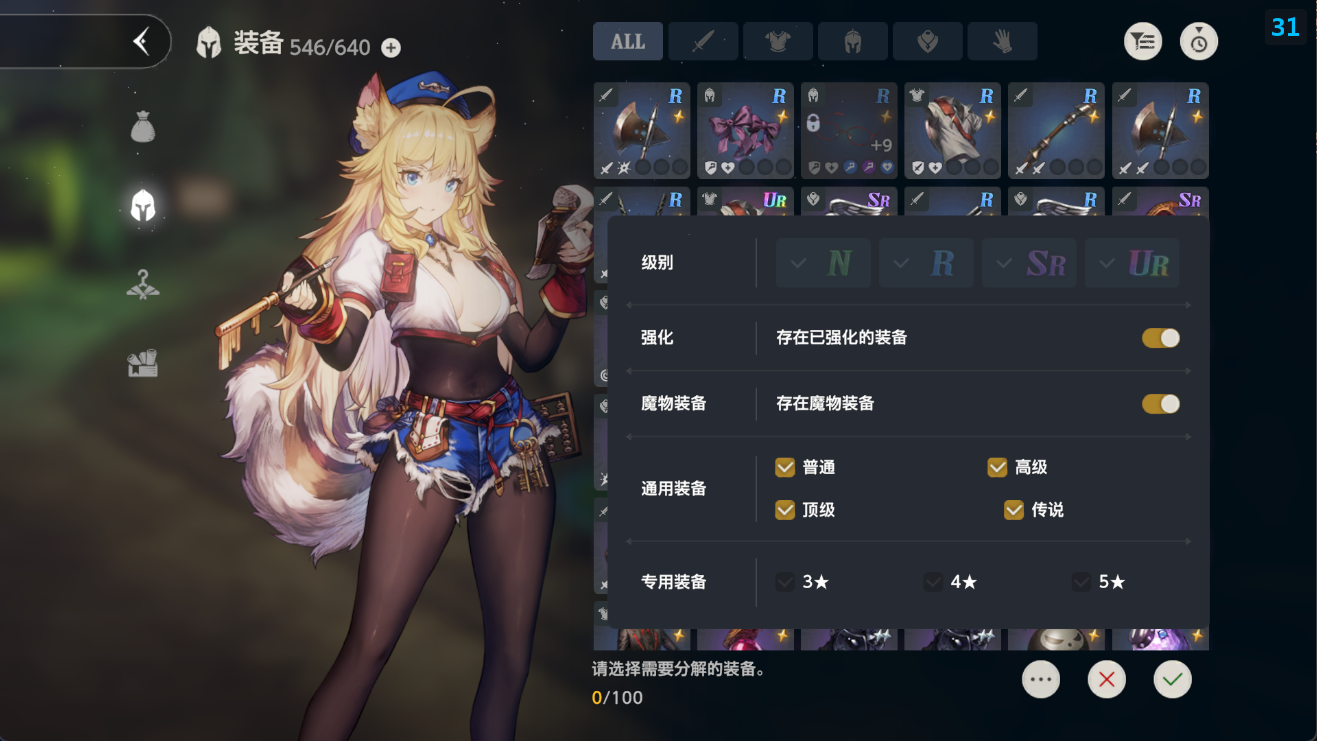 装备 546/640
31
ALL
R R R R R R
+9
R UR SR R R SR
级别 N R SR UR
强化 存在已强化的装备
魔物装备 存在魔物装备
通用装备 普通 高级
顶级 传说
专用装备 3★ 4★ 5★
请选择需要分解的装备。
0/100